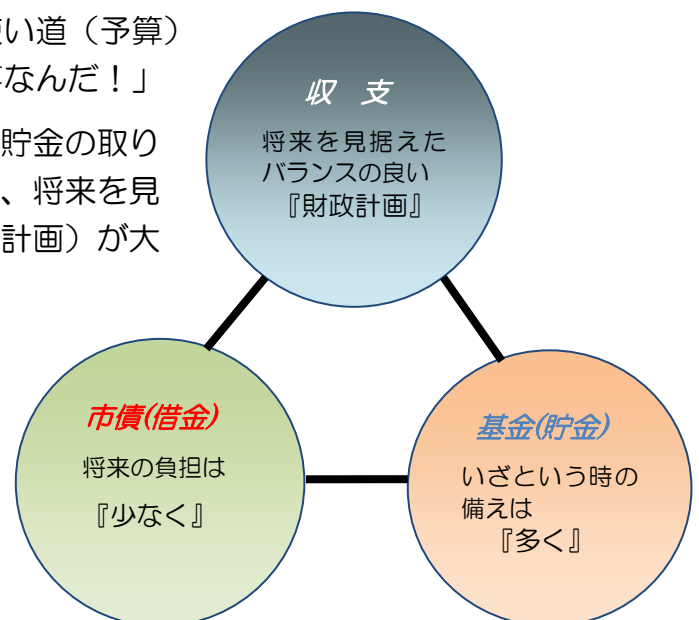 い道（予算）
なんだ！」
貯金の取り
、将来を見
計画）が大
収 支
将来を見据えた
バランスの良い
『財政計画』
市債(借金)
将来の負担は
『少なく』
基金(貯金)
いざという時の
備えは
『多く』